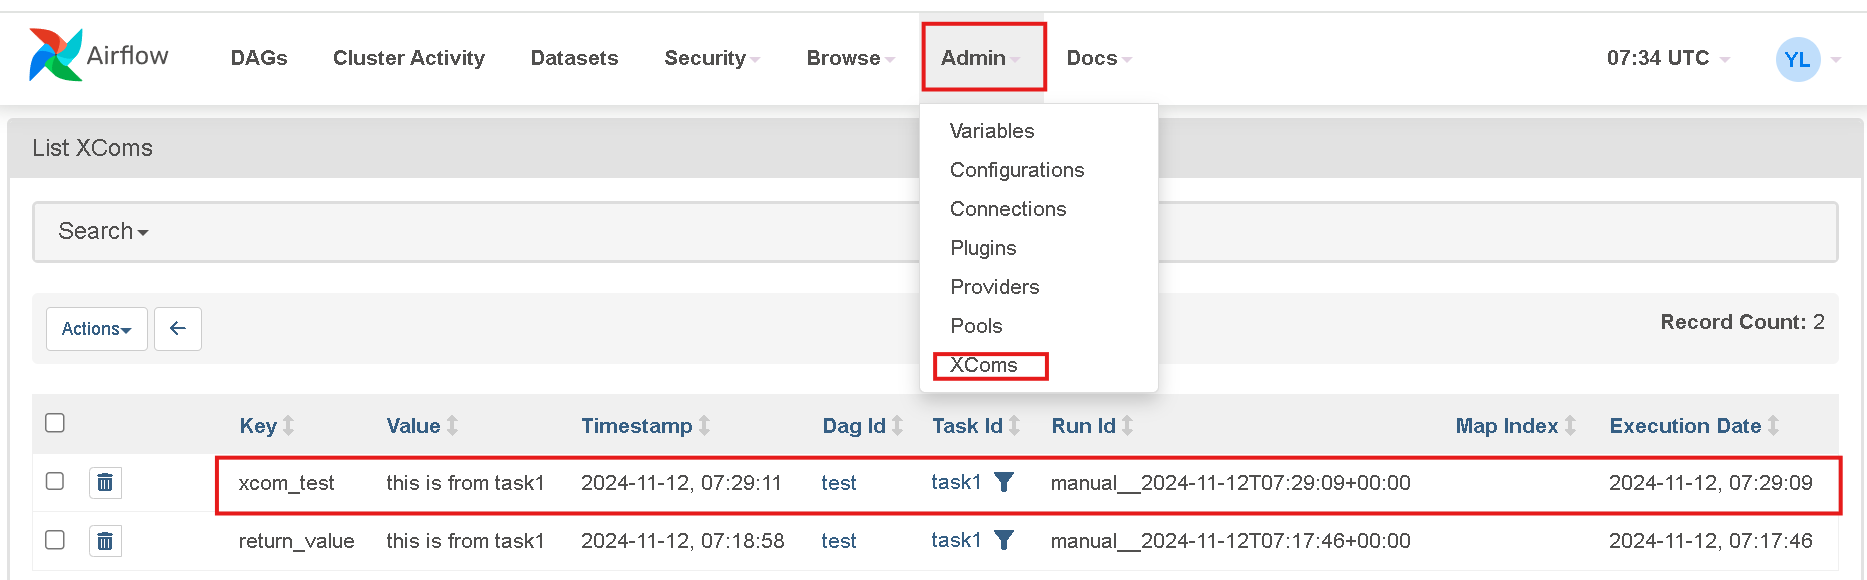 Airflow DAGs Cluster Activity Datasets Security Browse Admin Docs 07:34 UTC YL
Variables
Configurations
Connections
Plugins
Providers
Pools
XComs
List XComs
Search
Actions
Record Count: 2
Key Value Timestamp Dag Id Task Id Run Id Map Index Execution Date
xcom_test this is from task1 2024-11-12, 07:29:11 test task1 manual__2024-11-12T07:29:09+00:00 2024-11-12, 07:29:09
return_value this is from task1 2024-11-12, 07:18:58 test task1 manual__2024-11-12T07:17:46+00:00 2024-11-12, 07:17:46